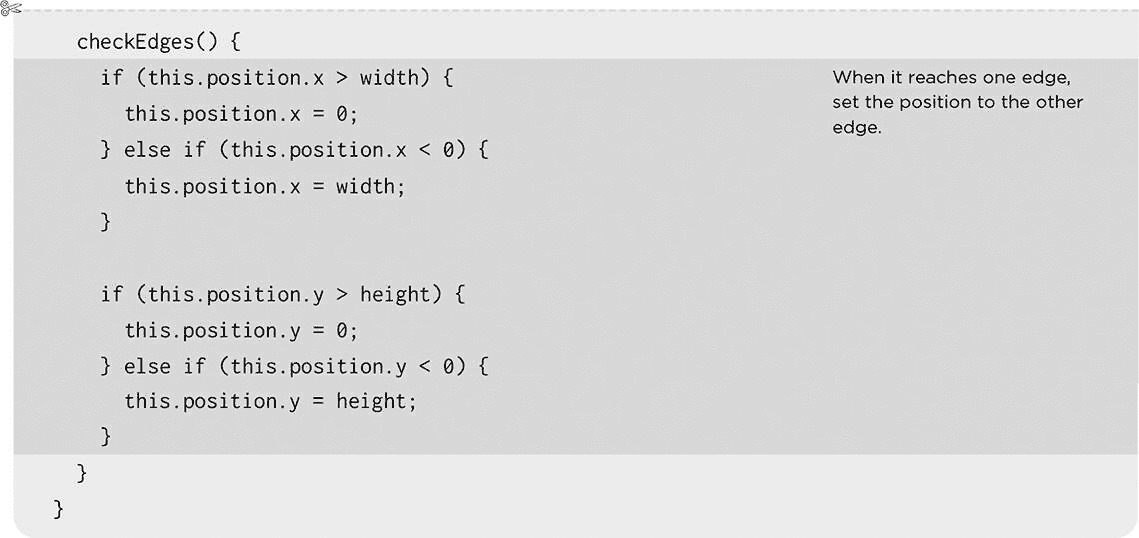 checkEdges() {
if (this.position.x > width) {
When it reaches one edge,
set the position to the other
edge.
this.position.x = 0;
} else if (this.position.x < 0) {
this.position.x = width;
}
if (this.position.y > height) {
this.position.y = 0;
} else if (this.position.y < 0) {
this.position.y = height;
}
}
}